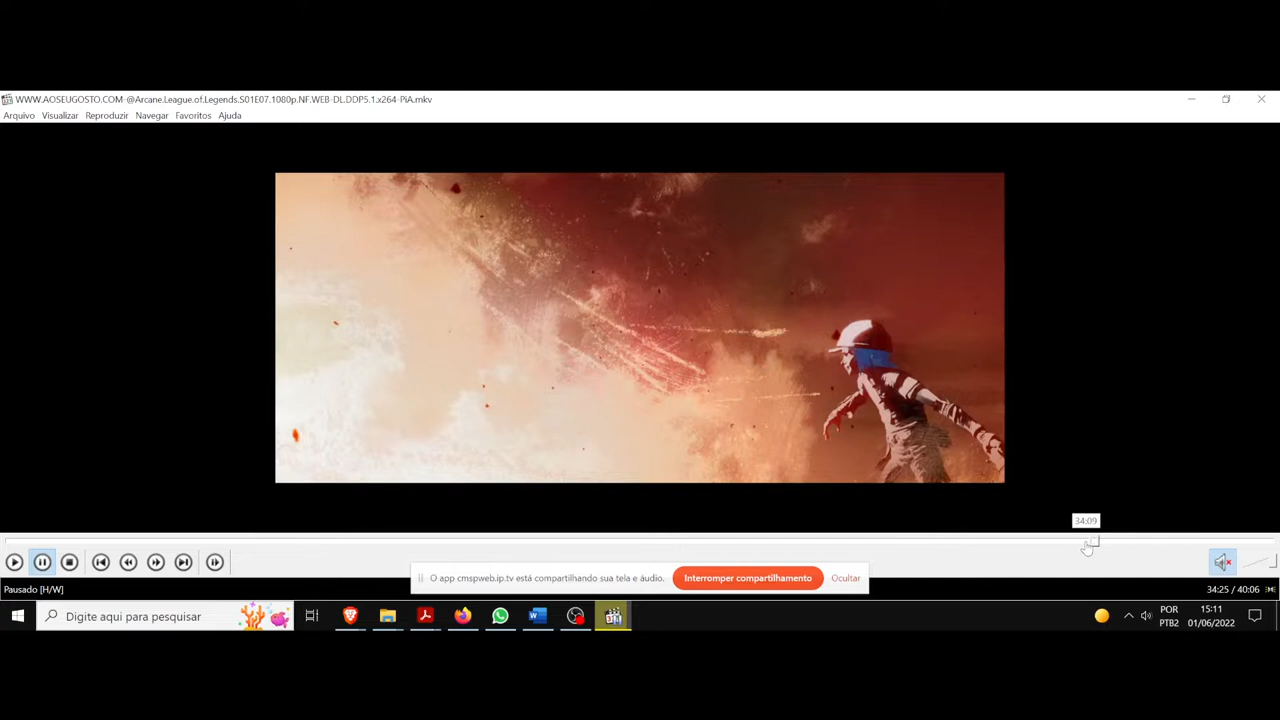 WWW.AOSEUGOSTO.COM-@Arcane.League.of.Legends.S01E07.1080p.NF.WEB-DL.DDP5.1.x264-PiA.mkv
Arquivo Visualizar Reproduzir Navegar Favoritos Ajuda
34:09
O app cmspweb.ip.tv está compartilhando sua tela e áudio. Interromper compartilhamento Ocultar
Pausado [H/W] 34:25 / 40:06
Digite aqui para pesquisar
POR
PTB2
15:11
01/06/2022